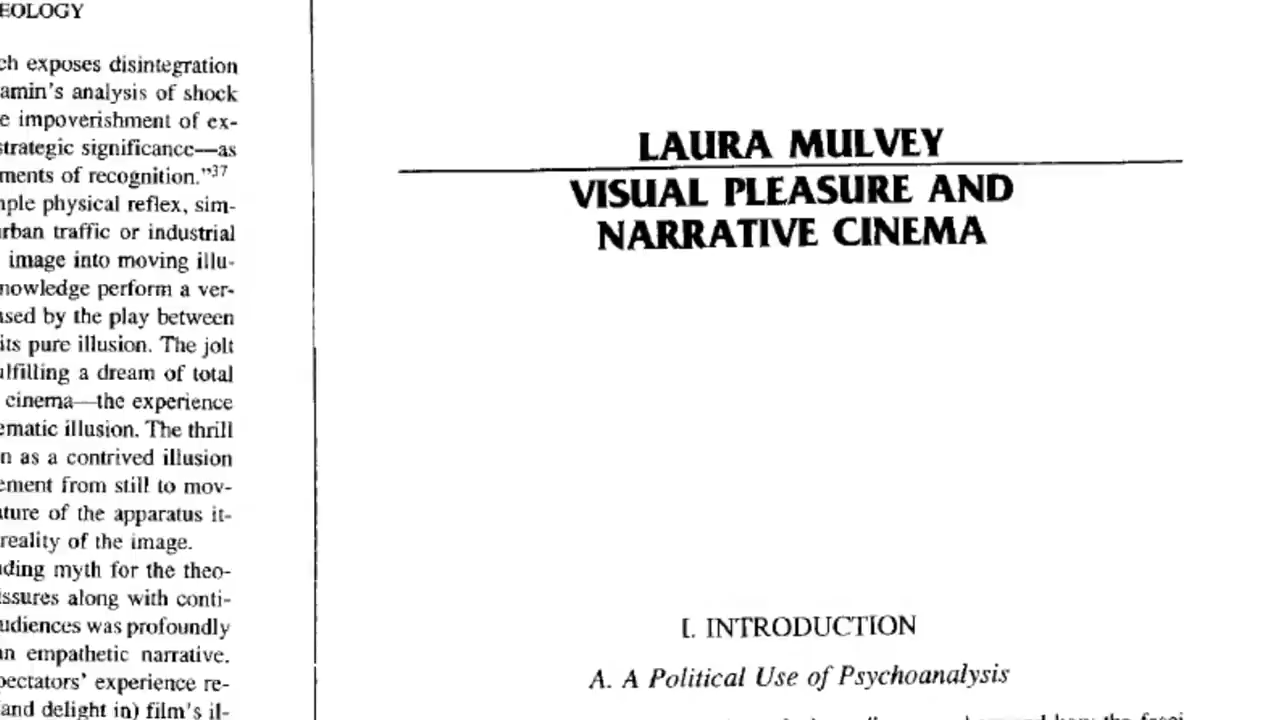 EOLOGY
ch exposes disintegration
amin's analysis of shock
e impoverishment of ex-
strategic significance—as
ments of recognition."37
nple physical reflex, sim-
urban traffic or industrial
image into moving illu-
nowledge perform a ver-
used by the play between
its pure illusion. The jolt
ulfilling a dream of total
cinema—the experience
ematic illusion. The thrill
n as a contrived illusion
ement from still to mov-
ature of the apparatus it-
reality of the image.
ding myth for the theo-
issures along with conti-
udiences was profoundly
an empathetic narrative.
pectators' experience re-
and delight in) film's il-
LAURA MULVEY
VISUAL PLEASURE AND
NARRATIVE CINEMA
I. INTRODUCTION
A. A Political Use of Psychoanalysis